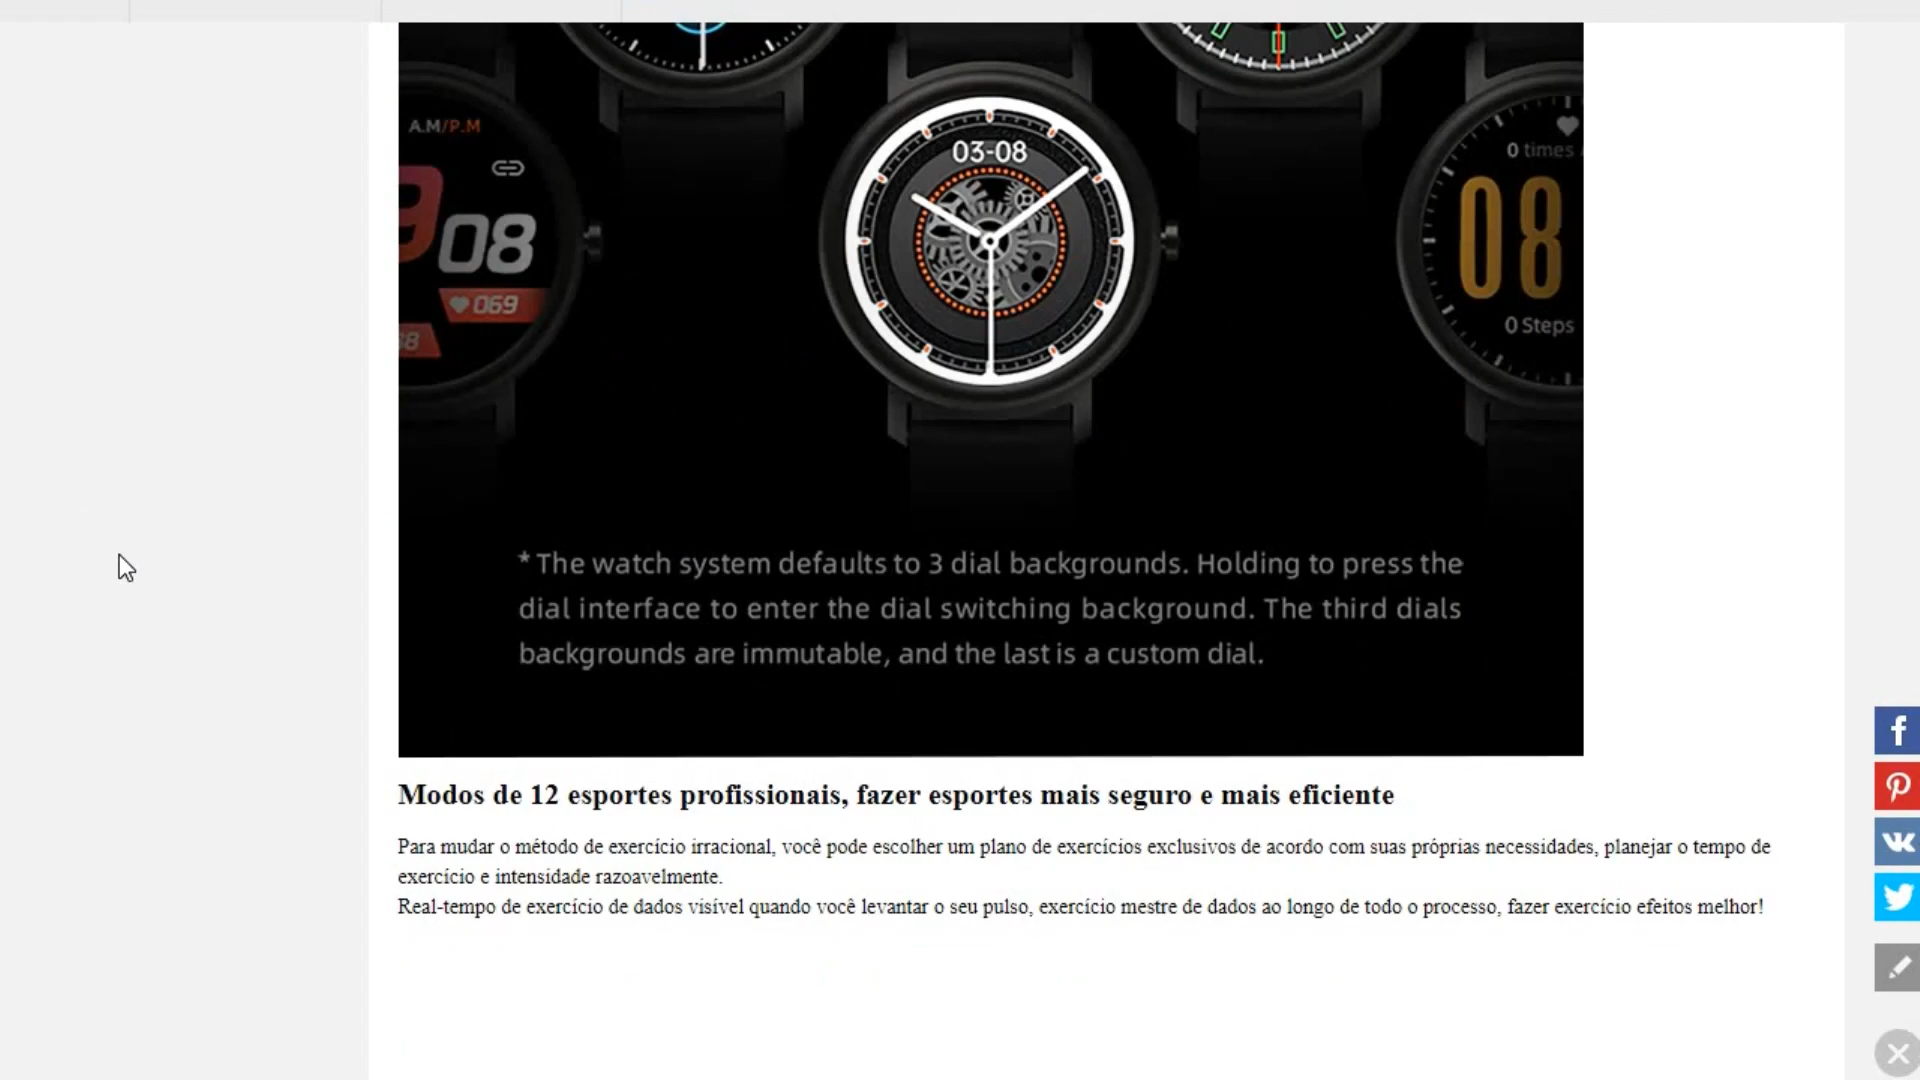 A.M/P.M
03-08
0 times
9 08
08
069
0 Steps
38
* The watch system defaults to 3 dial backgrounds. Holding to press the
dial interface to enter the dial switching background. The third dials
backgrounds are immutable, and the last is a custom dial.
Modos de 12 esportes profissionais, fazer esportes mais seguro e mais eficiente
Para mudar o método de exercício irracional, você pode escolher um plano de exercícios exclusivos de acordo com suas próprias necessidades, planejar o tempo de
exercício e intensidade razoavelmente.
Real-tempo de exercício de dados visível quando você levantar o seu pulso, exercício mestre de dados ao longo de todo o processo, fazer exercício efeitos melhor!